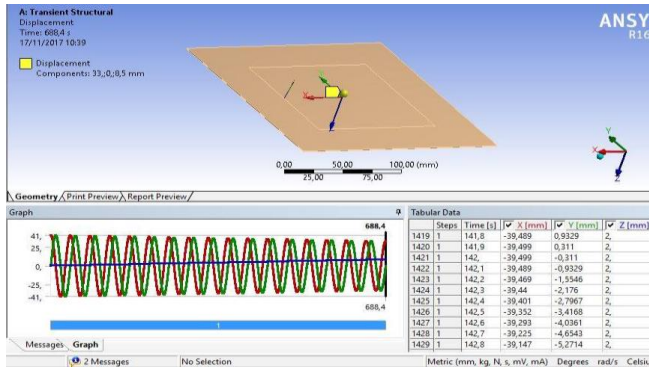 A: Transient Structural
Displacement
Time: 688,4 s
17/11/2017 10:39
Displacement
Components: 33,;0,;8,5 mm
ANSY
R16
X
Y
Z
0,00 50,00 100,00 (mm)
25,00 75,00
Geometry Print Preview Report Preview
Graph
688,4
41,
25,
0,
-25,
-41,
688,4
1
Messages Graph
Tabular Data
Steps Time [s] X [mm] Y [mm] Z [mm]
1419 1 141,8 -39,489 0,9329 2,
1420 1 141,9 -39,499 0,311 2,
1421 1 142, -39,499 -0,311 2,
1422 1 142,1 -39,489 -0,9329 2,
1423 1 142,2 -39,469 -1,5546 2,
1424 1 142,3 -39,44 -2,176 2,
1425 1 142,4 -39,401 -2,7967 2,
1426 1 142,5 -39,352 -3,4168 2,
1427 1 142,6 -39,293 -4,0361 2,
1428 1 142,7 -39,225 -4,6543 2,
1429 1 142,8 -39,147 -5,2714 2,
2 Messages No Selection Metric (mm, kg, N, s, mV, mA) Degrees rad/s Celsiu